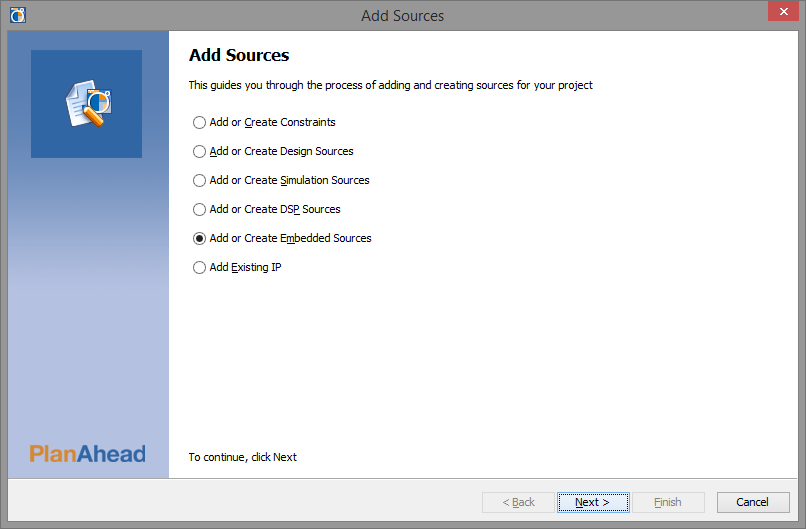 Add Sources
Add Sources
This guides you through the process of adding and creating sources for your project
Add or Create Constraints
Add or Create Design Sources
Add or Create Simulation Sources
Add or Create DSP Sources
Add or Create Embedded Sources
Add Existing IP
PlanAhead
To continue, click Next
< Back
Next >
Finish
Cancel